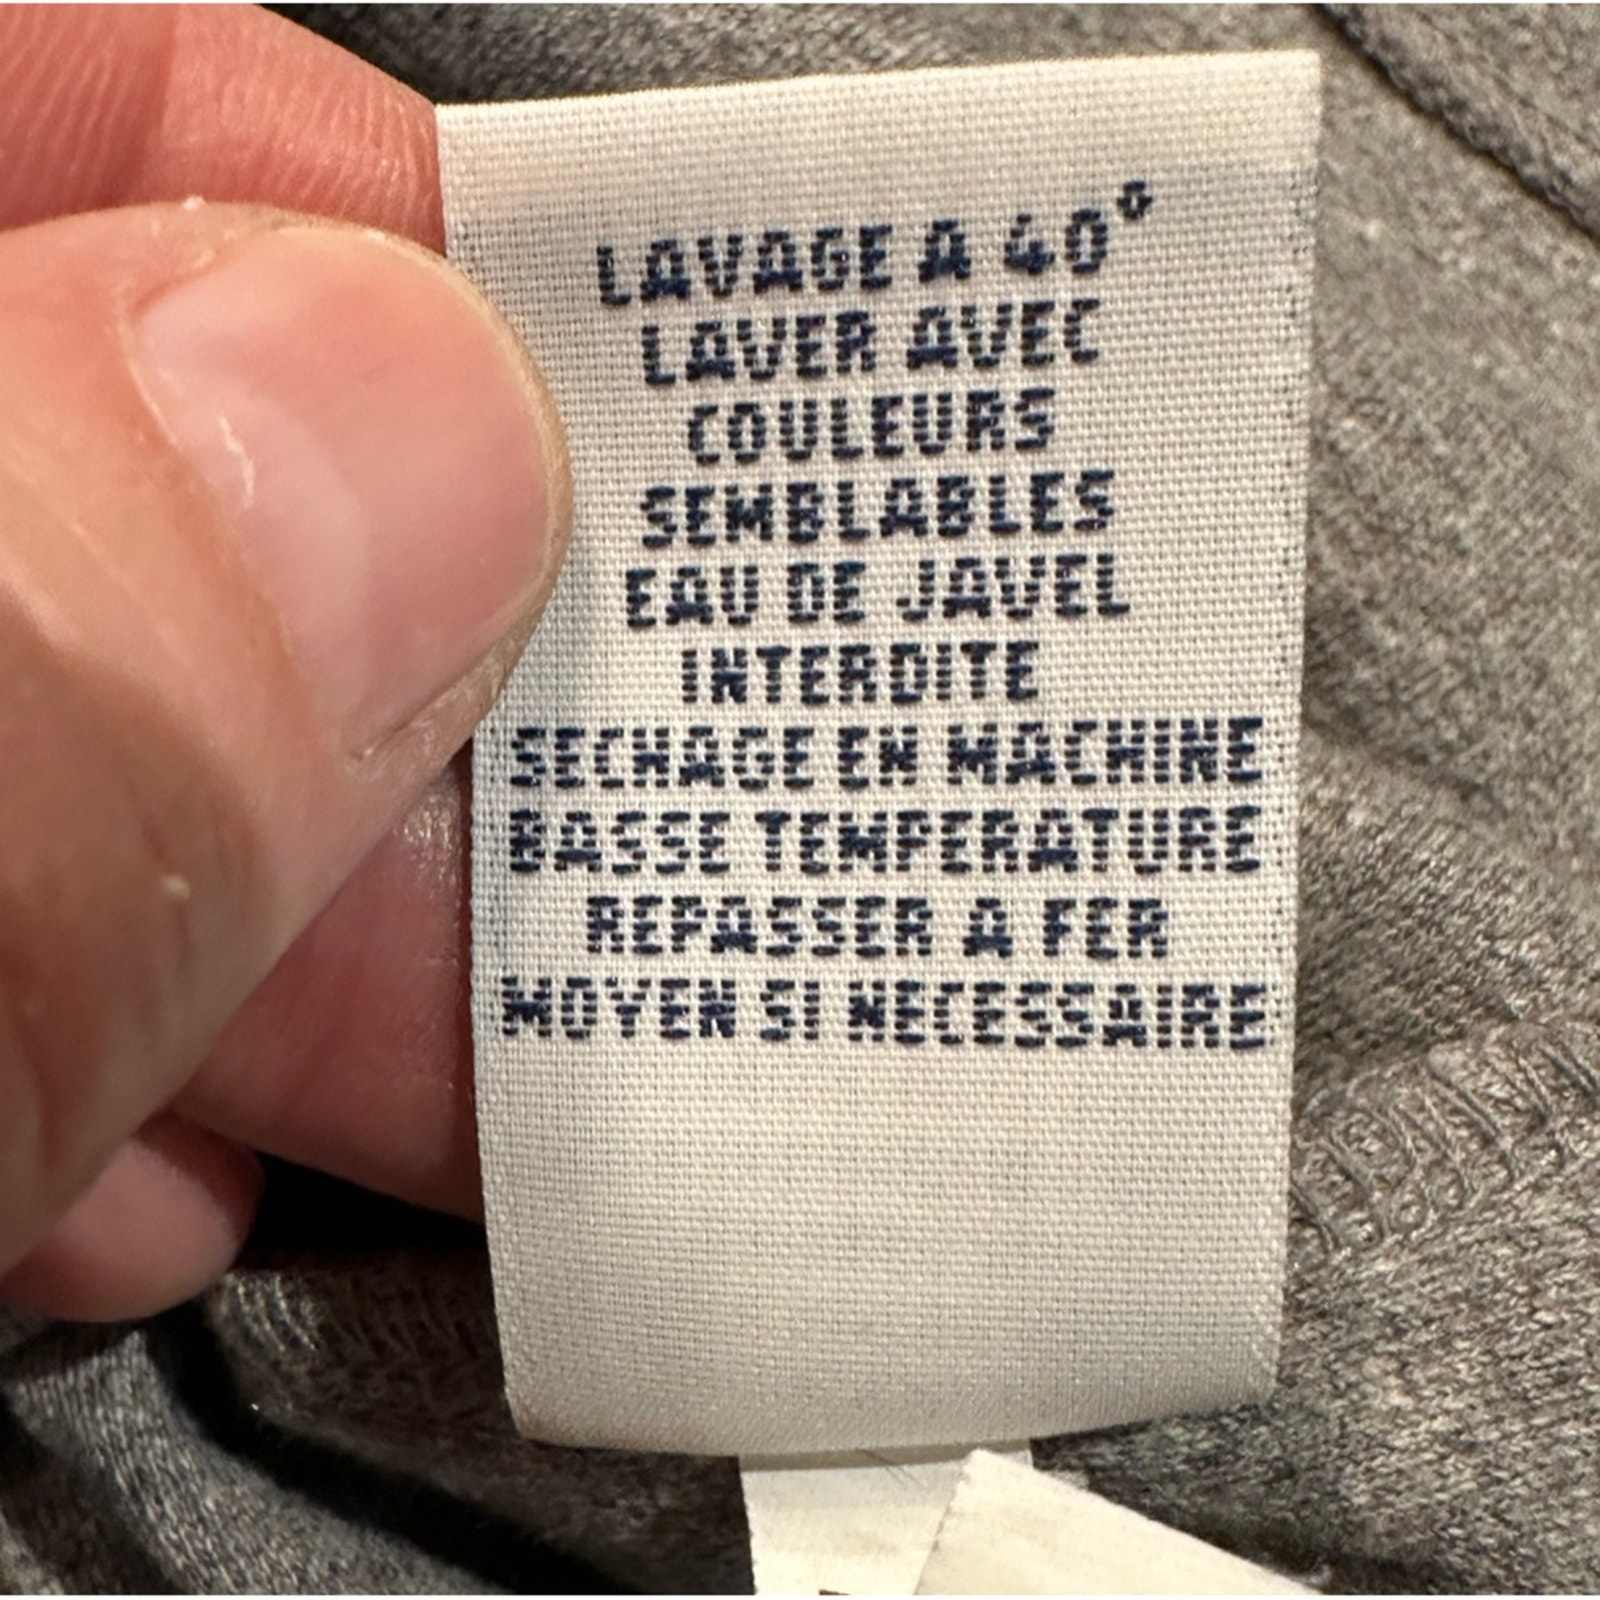 LAVAGE A 40°
LAVER AVEC
COULEURS
SEMBLABLES
EAU DE JAVEL
INTERDITE
SECHAGE EN MACHINE
BASSE TEMPERATURE
REPASSER A FER
MOYEN SI NECESSAIRE